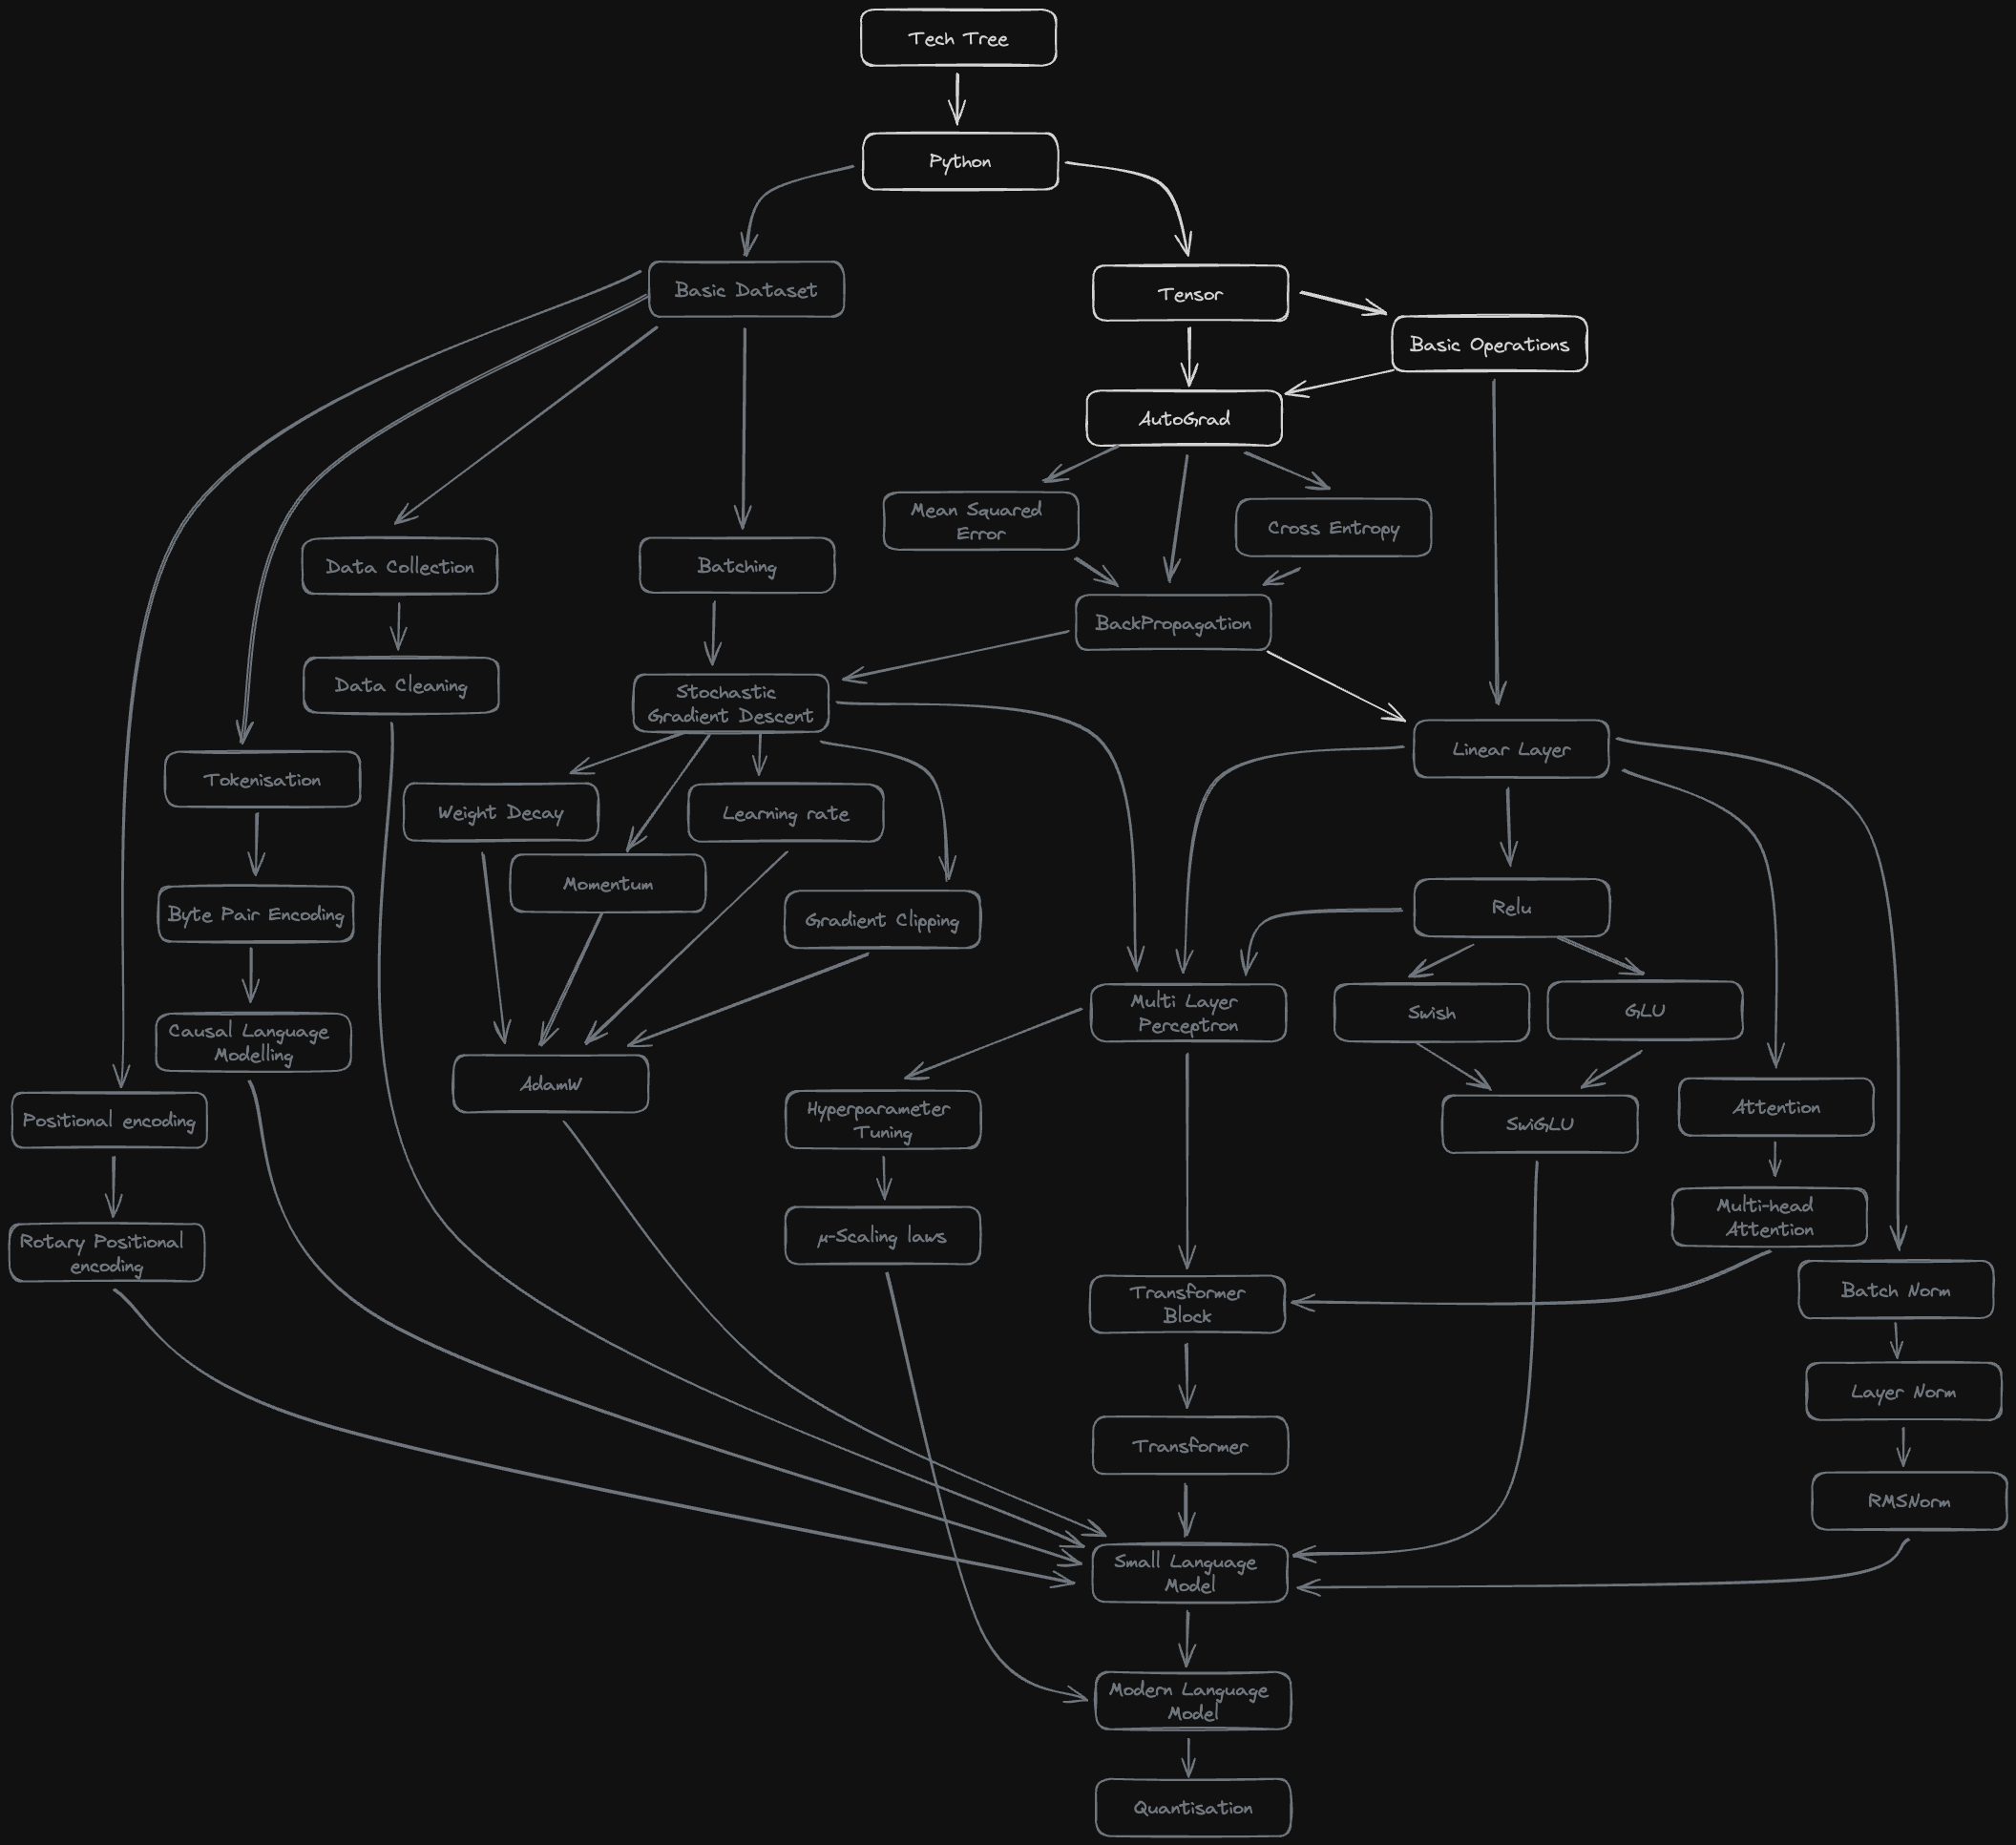 Tech Tree
Python
Basic Dataset
Tensor
Basic Operations
AutoGrad
Mean Squared
Error
Cross Entropy
Data Collection
Batching
BackPropagation
Data Cleaning
Stochastic
Gradient Descent
Linear Layer
Tokenisation
Weight Decay
Learning rate
Momentum
Relu
Byte Pair Encoding
Gradient Clipping
Multi Layer
Perceptron
Swish
GLU
Causal Language
Modelling
AdamW
Positional encoding
Hyperparameter
Tuning
SwiGLU
Attention
Rotary Positional
encoding
μ-Scaling laws
Multi-head
Attention
Transformer
Block
Batch Norm
Layer Norm
Transformer
RMSNorm
Small Language
Model
Modern Language
Model
Quantisation